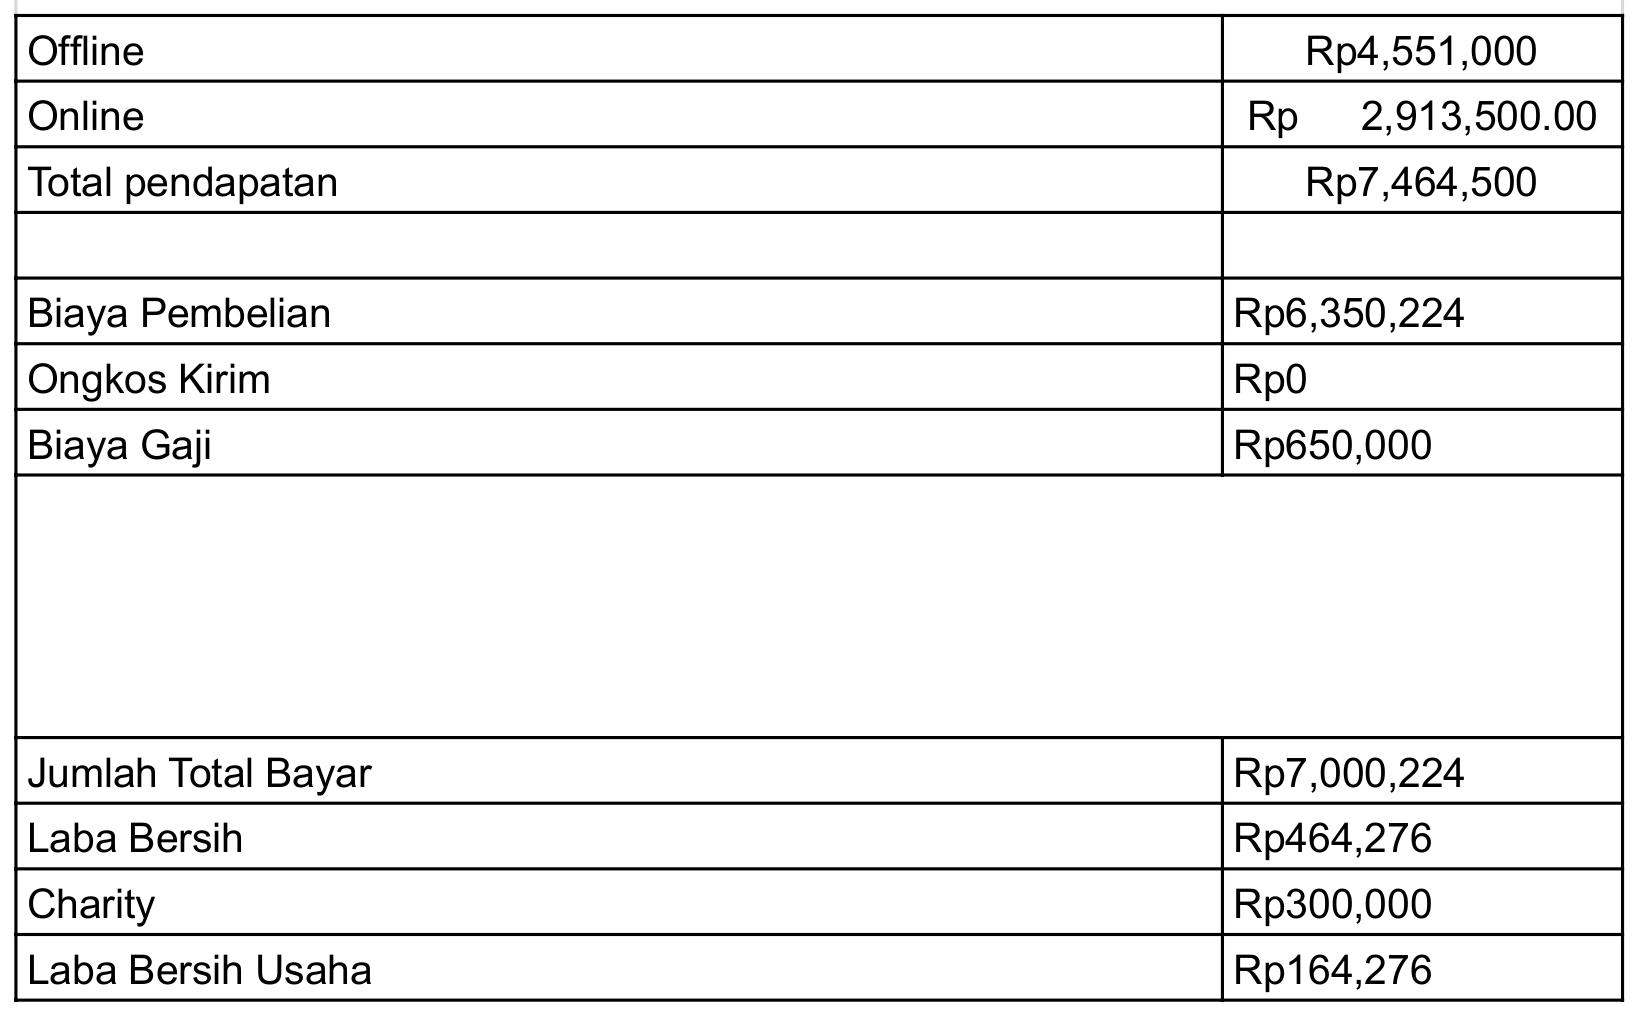 Offline Rp4,551,000
Online Rp 2,913,500.00
Total pendapatan Rp7,464,500
Biaya Pembelian Rp6,350,224
Ongkos Kirim Rp0
Biaya Gaji Rp650,000
Jumlah Total Bayar Rp7,000,224
Laba Bersih Rp464,276
Charity Rp300,000
Laba Bersih Usaha Rp164,276